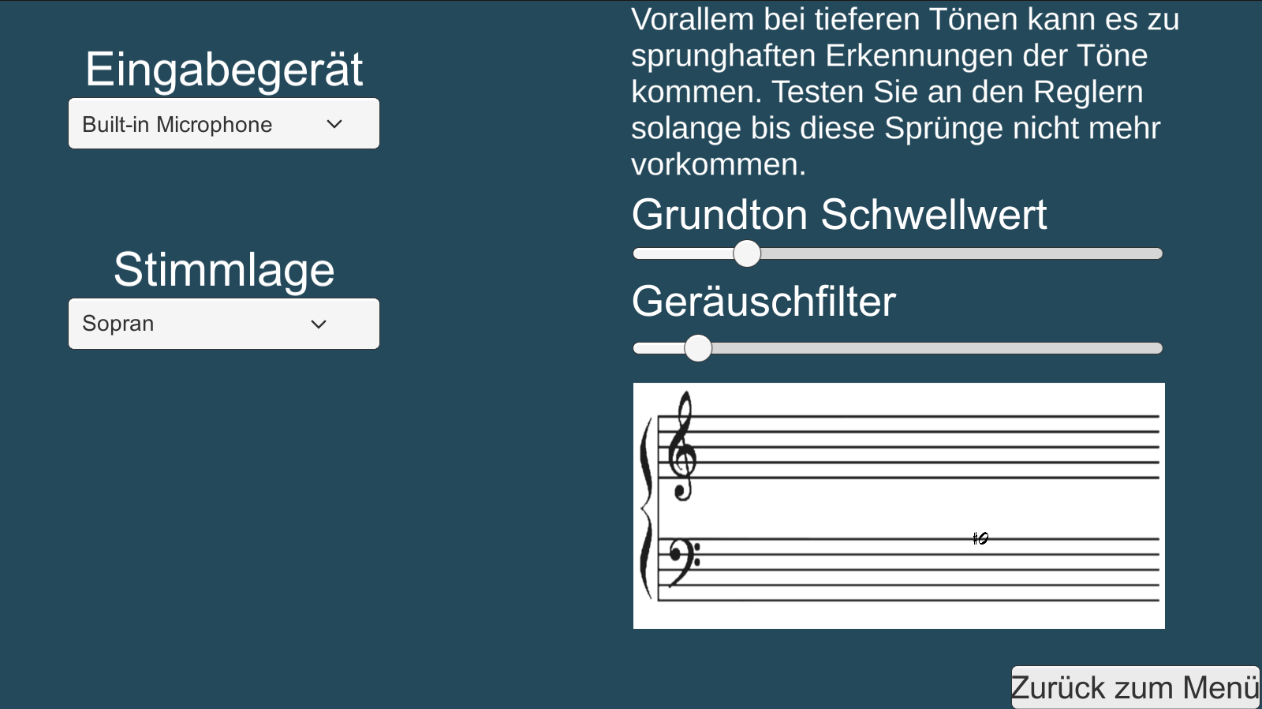 Eingabegerät
Built-in Microphone
Stimmlage
Sopran
Vorallem bei tieferen Tönen kann es zu
sprunghaften Erkennungen der Töne
kommen. Testen Sie an den Reglern
solange bis diese Sprünge nicht mehr
vorkommen.
Grundton Schwellwert
Geräuschfilter
Zurück zum Menü